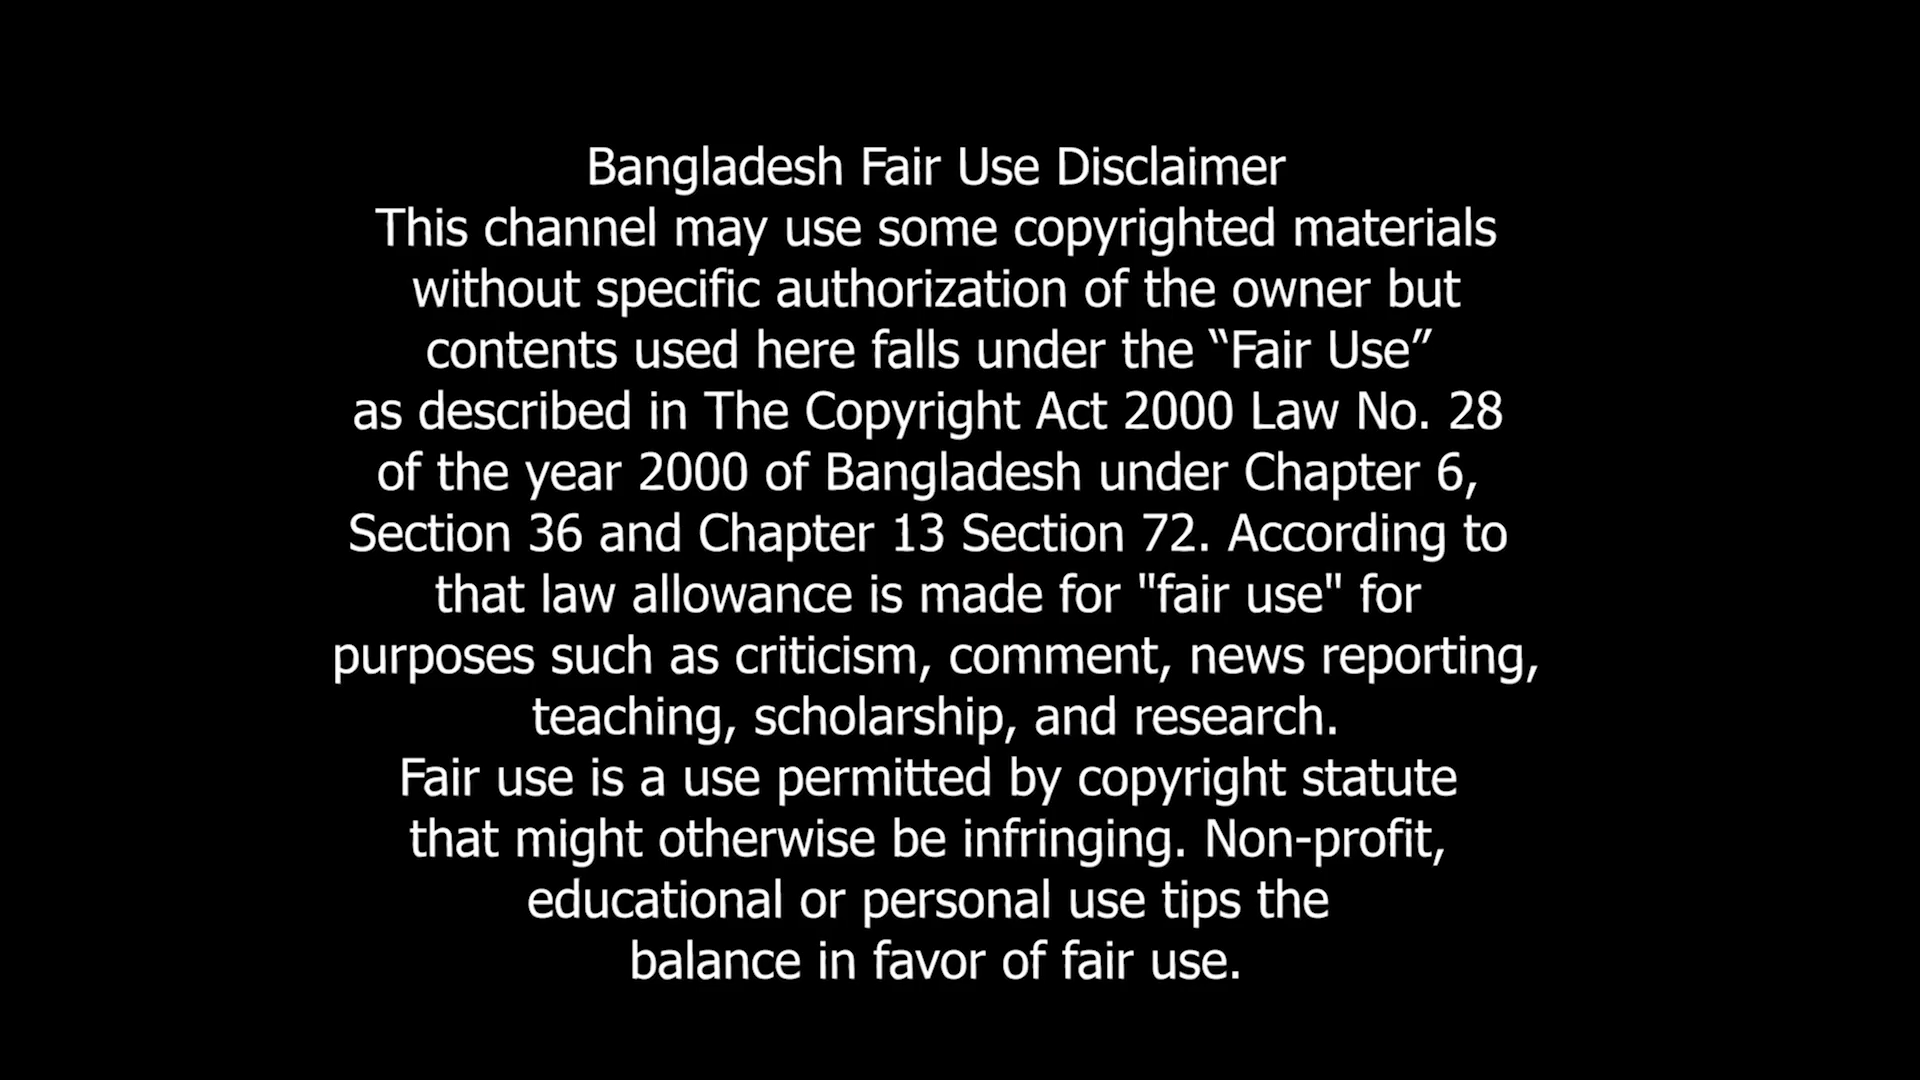 Bangladesh Fair Use Disclaimer
This channel may use some copyrighted materials
without specific authorization of the owner but
contents used here falls under the “Fair Use”
as described in The Copyright Act 2000 Law No. 28
of the year 2000 of Bangladesh under Chapter 6,
Section 36 and Chapter 13 Section 72. According to
that law allowance is made for "fair use" for
purposes such as criticism, comment, news reporting,
teaching, scholarship, and research.
Fair use is a use permitted by copyright statute
that might otherwise be infringing. Non-profit,
educational or personal use tips the
balance in favor of fair use.